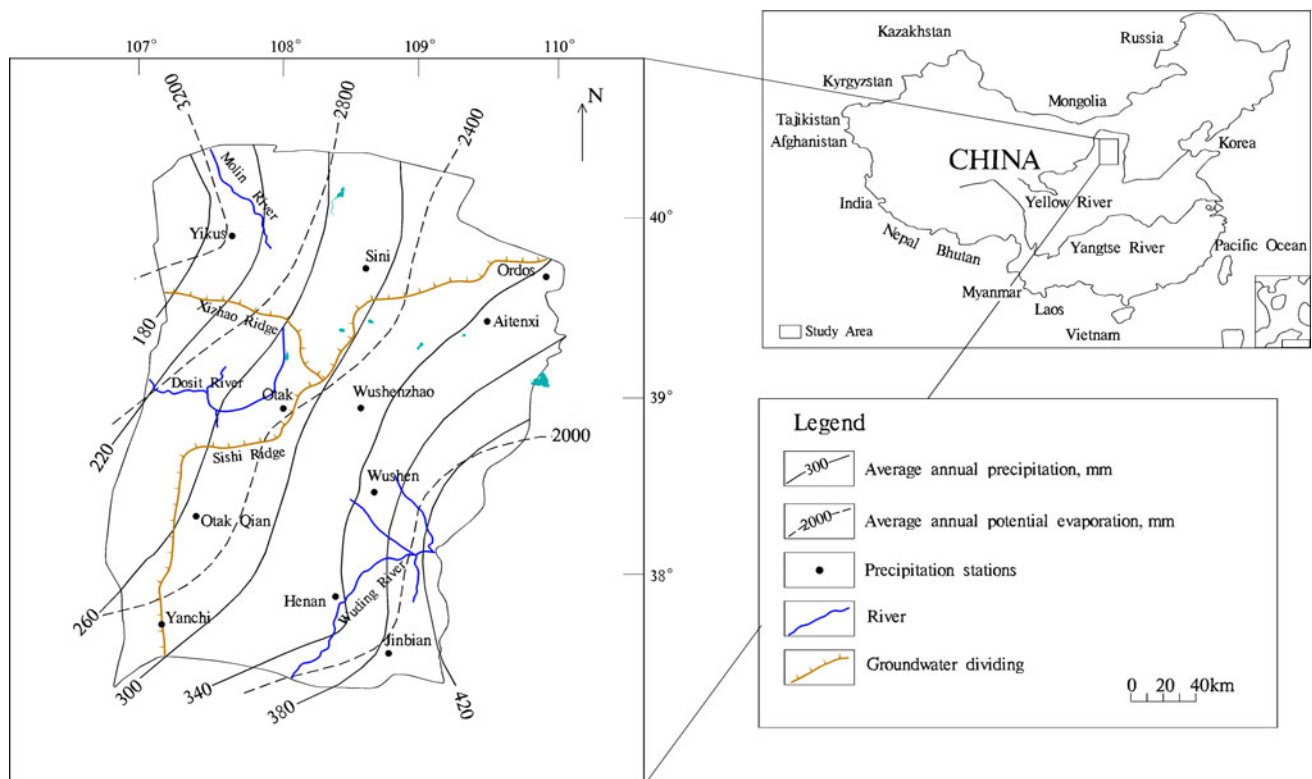 107°
108°
109°
110°
3200
2800
2400
N
Molin River
40°
Yikus
Sini
Ordos
Xizhao Ridge
Aitenxi
180
Dosit River
Otak
Wushenzhao
39°
2000
220
Sishi Ridge
Wushen
Otak Qian
38°
Henan
Wuding River
260
Yanchi
Jinbian
300
340
380
420
Kazakhstan
Russia
Kyrgyzstan
Mongolia
Tajikistan
Afghanistan
Korea
CHINA
India
Yellow River
Nepal
Bhutan
Yangtse River
Pacific Ocean
Myanmar
Laos
Vietnam
Study Area
Legend
300
Average annual precipitation, mm
2000
Average annual potential evaporation, mm
Precipitation stations
River
Groundwater dividing
0 20 40km